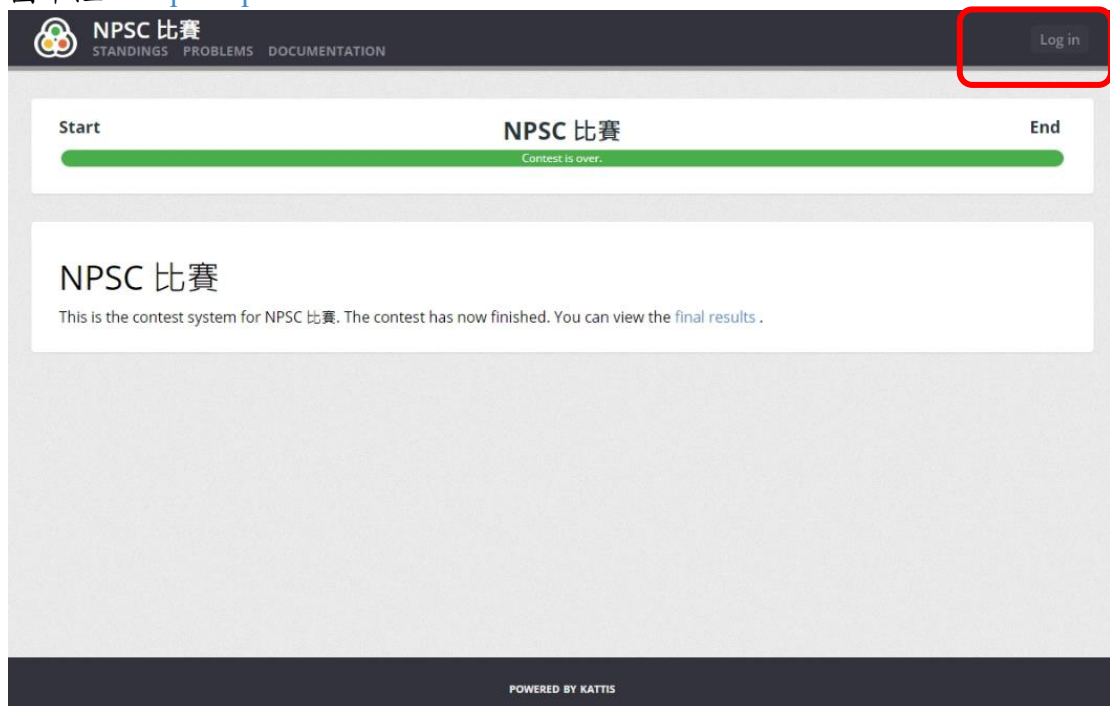 NPSC 比賽
STANDINGS PROBLEMS DOCUMENTATION
Log in
Start
NPSC 比賽
End
Contest is over.
NPSC 比賽
This is the contest system for NPSC 比賽. The contest has now finished. You can view the final results .
POWERED BY KATTIS